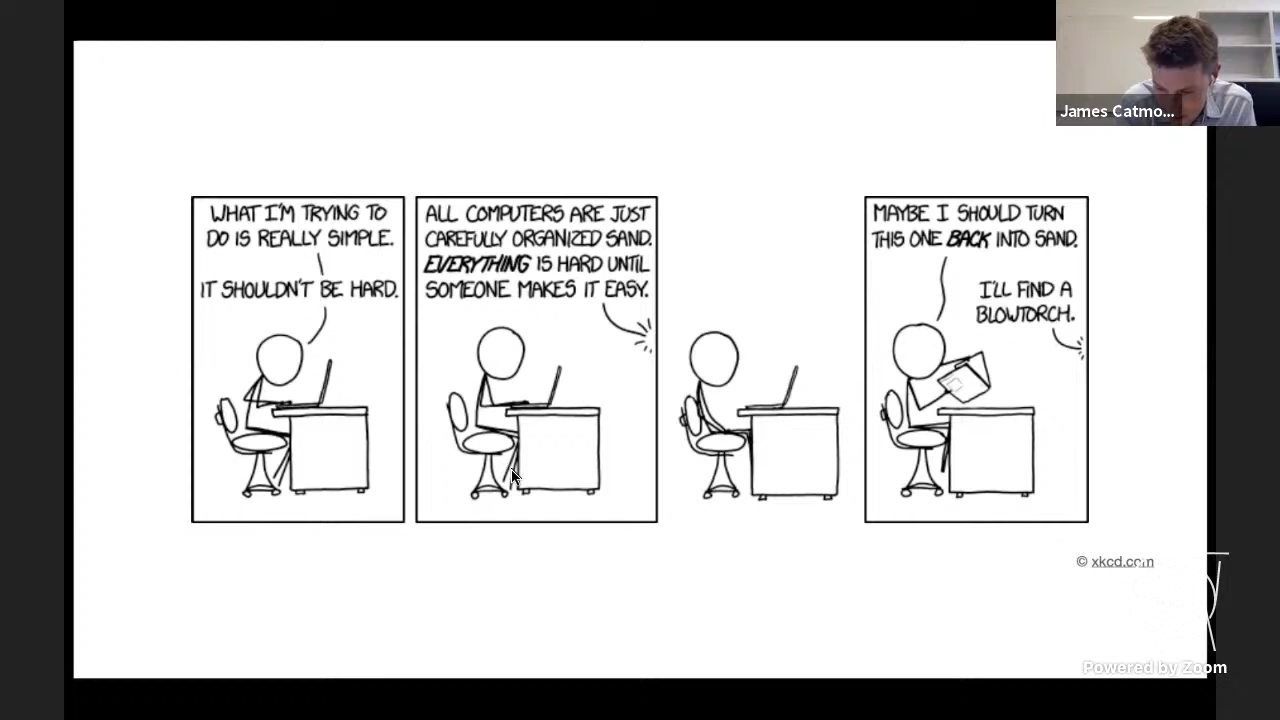 James Catmo...
WHAT I'M TRYING TO
DO IS REALLY SIMPLE.
IT SHOULDN'T BE HARD.
ALL COMPUTERS ARE JUST
CAREFULLY ORGANIZED SAND.
EVERYTHING IS HARD UNTIL
SOMEONE MAKES IT EASY.
MAYBE I SHOULD TURN
THIS ONE BACK INTO SAND.
I'LL FIND A
BLOWTORCH.
© xkcd.com
Powered by Zoom